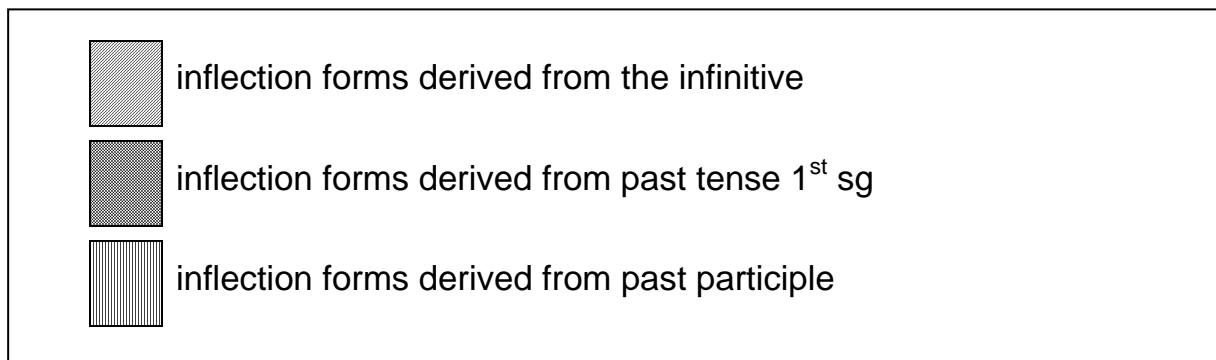 inflection forms derived from the infinitive
inflection forms derived from past tense 1st sg
inflection forms derived from past participle